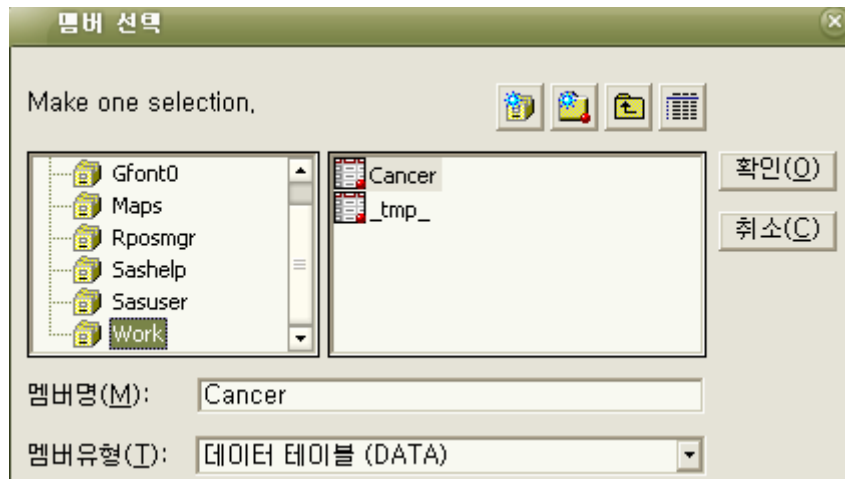 멤버 선택
Make one selection,
Gfont0
Maps
Rposmgr
Sashelp
Sasuser
Work
Cancer
_tmp_
확인(O)
취소(C)
멤버명(M): Cancer
멤버유형(T): 데이터 테이블 (DATA)